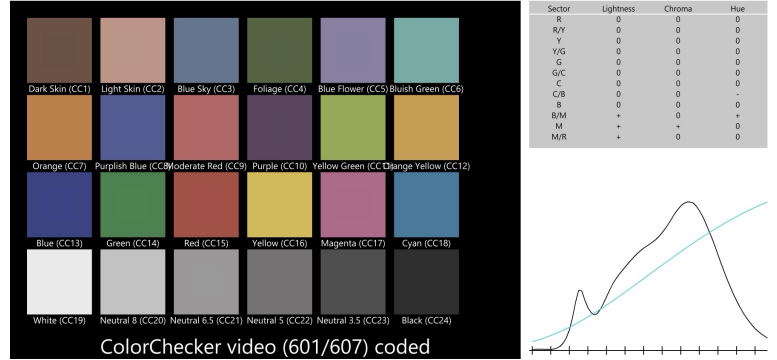 Dark Skin (CC1) Light Skin (CC2) Blue Sky (CC3) Foliage (CC4) Blue Flower (CC5) Bluish Green (CC6)
Orange (CC7) Purplish Blue (CC8) Moderate Red (CC9) Purple (CC10) Yellow Green (CC11) Orange Yellow (CC12)
Blue (CC13) Green (CC14) Red (CC15) Yellow (CC16) Magenta (CC17) Cyan (CC18)
White (CC19) Neutral 8 (CC20) Neutral 6.5 (CC21) Neutral 5 (CC22) Neutral 3.5 (CC23) Black (CC24)
ColorChecker video (601/607) coded
Sector Lightness Chroma Hue
R 0 0 0
R/Y 0 0 0
Y 0 0 0
Y/G 0 0 0
G 0 0 0
G/C 0 0 0
C 0 0 0
C/B 0 0 -
B 0 0 0
B/M + 0 +
M + + 0
M/R + 0 0